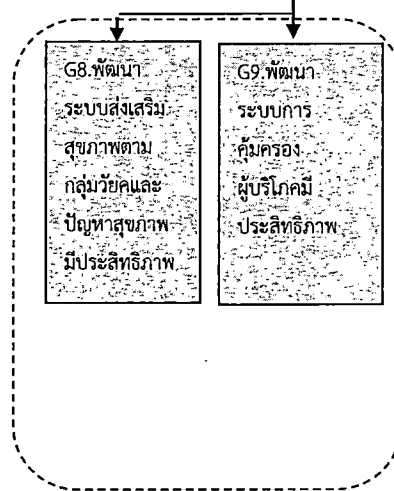 G8.พัฒนา
ระบบส่งเสริม
สุขภาพตาม
กลุ่มวัยคและ
ปัญหาสุขภาพ
มีประสิทธิภาพ
G9.พัฒนา
ระบบการ
คุ้มครอง
ผู้บริโภคมี
ประสิทธิภาพ